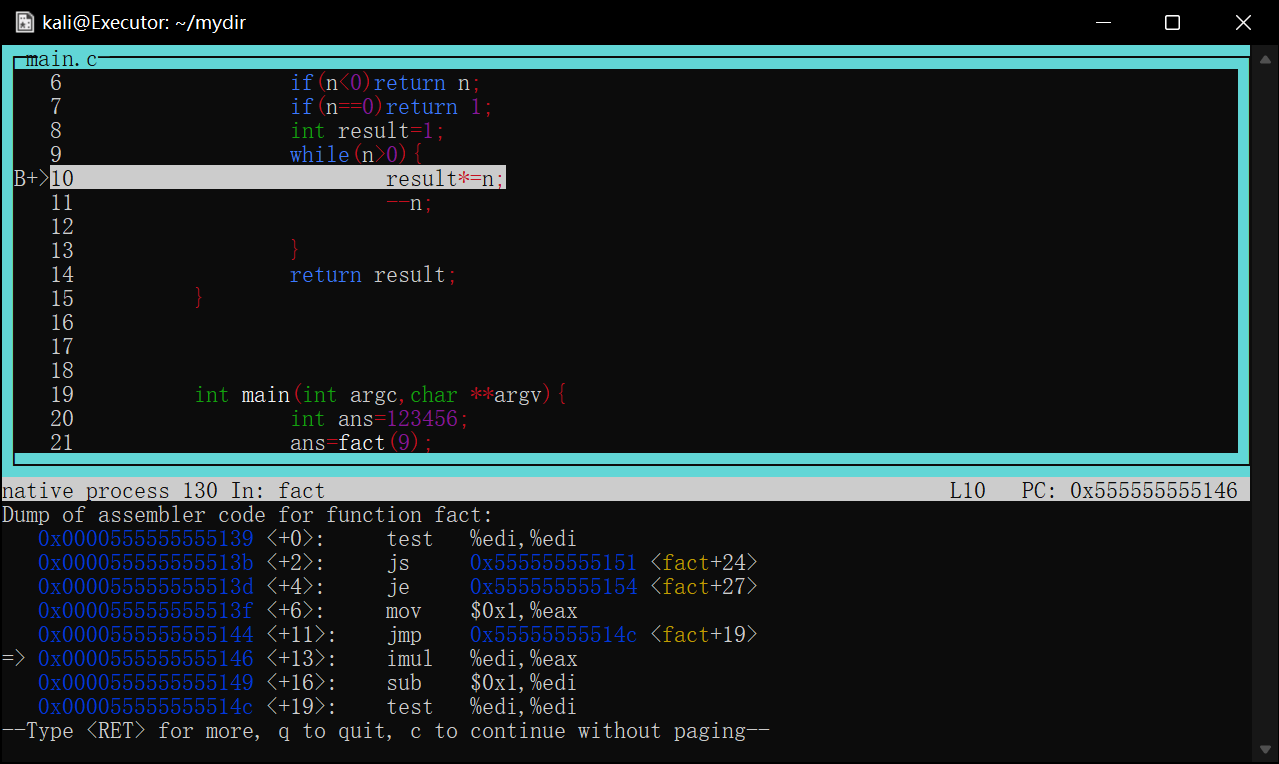 kali@Executor: ~/mydir
main.c
6 if(n<0)return n;
7 if(n==0)return 1;
8 int result=1;
9 while(n>0){
B+>10 result*=n;
11 --n;
12
13 }
14 return result;
15 }
16
17
18
19 int main(int argc,char **argv){
20 int ans=123456;
21 ans=fact(9);
native process 130 In: fact L10 PC: 0x555555555146
Dump of assembler code for function fact:
0x0000555555555139 <+0>: test %edi,%edi
0x000055555555513b <+2>: js 0x555555555151 <fact+24>
0x000055555555513d <+4>: je 0x555555555154 <fact+27>
0x000055555555513f <+6>: mov $0x1,%eax
0x0000555555555144 <+11>: jmp 0x55555555514c <fact+19>
=> 0x0000555555555146 <+13>: imul %edi,%eax
0x0000555555555149 <+16>: sub $0x1,%edi
0x000055555555514c <+19>: test %edi,%edi
--Type <RET> for more, q to quit, c to continue without paging--